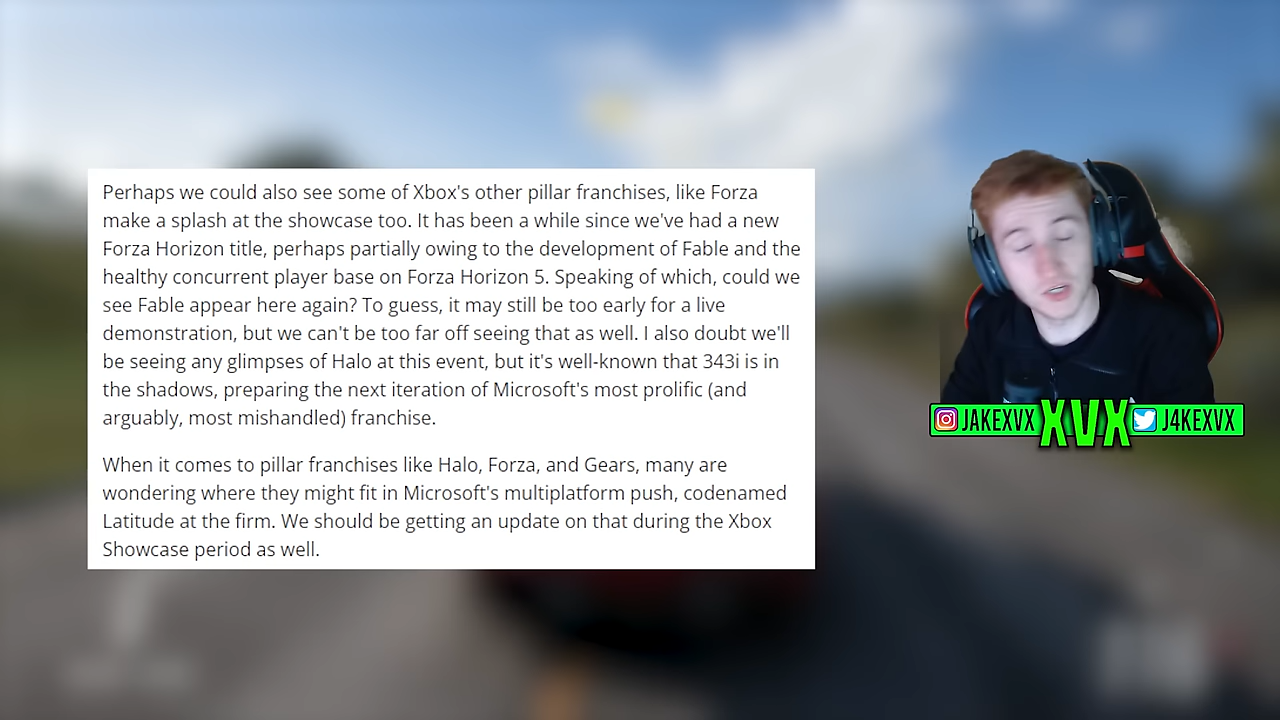 Perhaps we could also see some of Xbox's other pillar franchises, like Forza
make a splash at the showcase too. It has been a while since we've had a new
Forza Horizon title, perhaps partially owing to the development of Fable and the
healthy concurrent player base on Forza Horizon 5. Speaking of which, could we
see Fable appear here again? To guess, it may still be too early for a live
demonstration, but we can't be too far off seeing that as well. I also doubt we'll
be seeing any glimpses of Halo at this event, but it's well-known that 343i is in
the shadows, preparing the next iteration of Microsoft's most prolific (and
arguably, most mishandled) franchise.
When it comes to pillar franchises like Halo, Forza, and Gears, many are
wondering where they might fit in Microsoft's multiplatform push, codenamed
Latitude at the firm. We should be getting an update on that during the Xbox
Showcase period as well.
JAKEXVX XVX J4KEXVX